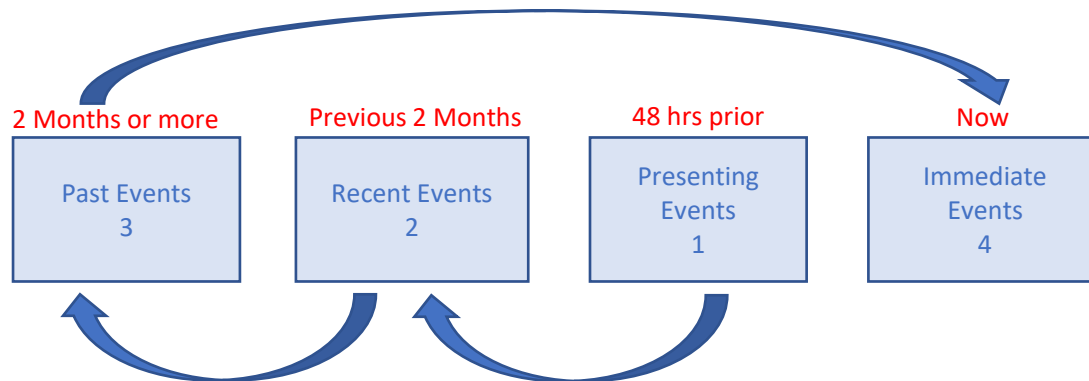 2 Months or more
Previous 2 Months
48 hrs prior
Now
Past Events
3
Recent Events
2
Presenting
Events
1
Immediate
Events
4